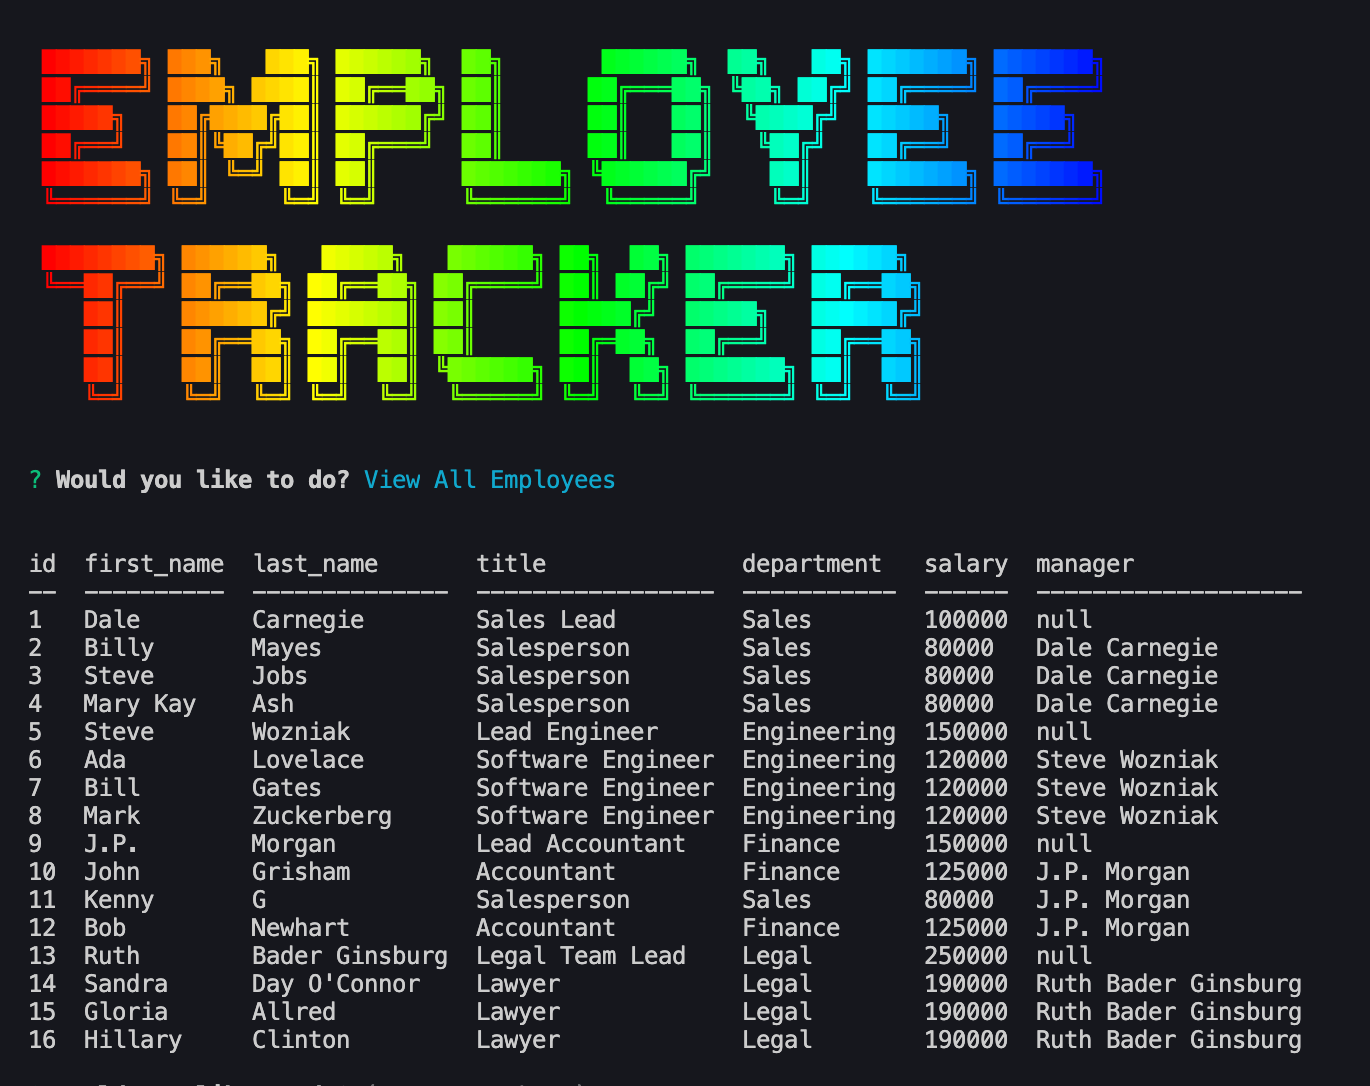 EMPLOYEE
TRACKER
? Would you like to do? View All Employees
id first_name last_name title department salary manager
-- ---------- -------------- ----------------- ----------- ------ -------------------
1 Dale Carnegie Sales Lead Sales 100000 null
2 Billy Mayes Salesperson Sales 80000 Dale Carnegie
3 Steve Jobs Salesperson Sales 80000 Dale Carnegie
4 Mary Kay Ash Salesperson Sales 80000 Dale Carnegie
5 Steve Wozniak Lead Engineer Engineering 150000 null
6 Ada Lovelace Software Engineer Engineering 120000 Steve Wozniak
7 Bill Gates Software Engineer Engineering 120000 Steve Wozniak
8 Mark Zuckerberg Software Engineer Engineering 120000 Steve Wozniak
9 J.P. Morgan Lead Accountant Finance 150000 null
10 John Grisham Accountant Finance 125000 J.P. Morgan
11 Kenny G Salesperson Sales 80000 J.P. Morgan
12 Bob Newhart Accountant Finance 125000 J.P. Morgan
13 Ruth Bader Ginsburg Legal Team Lead Legal 250000 null
14 Sandra Day O'Connor Lawyer Legal 190000 Ruth Bader Ginsburg
15 Gloria Allred Lawyer Legal 190000 Ruth Bader Ginsburg
16 Hillary Clinton Lawyer Legal 190000 Ruth Bader Ginsburg